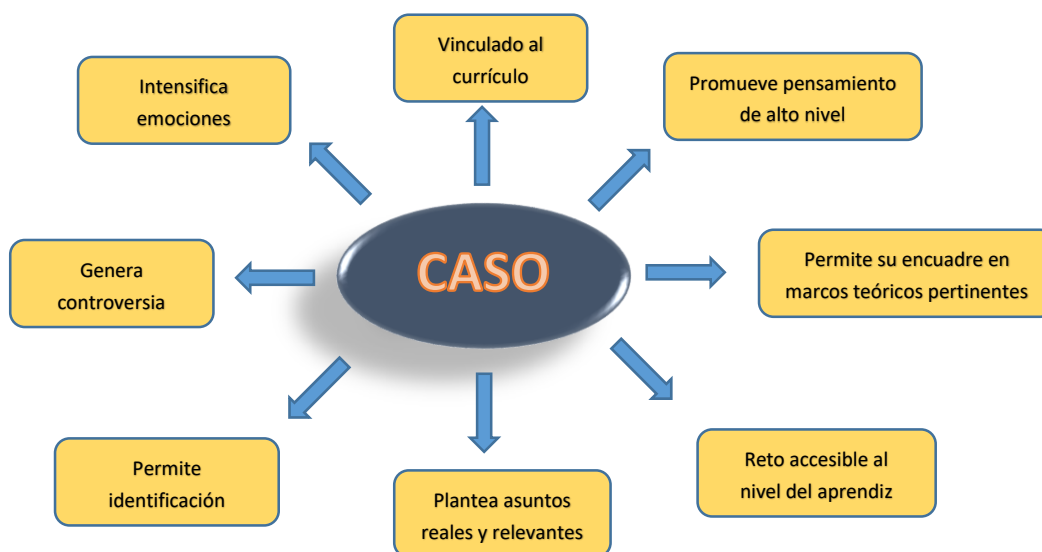 Vinculado al
currículo
Intensifica
emociones
Promueve pensamiento
de alto nivel
CASO
Genera
controversia
Permite su encuadre en
marcos teóricos pertinentes
Permite
identificación
Plantea asuntos
reales y relevantes
Reto accesible al
nivel del aprendiz